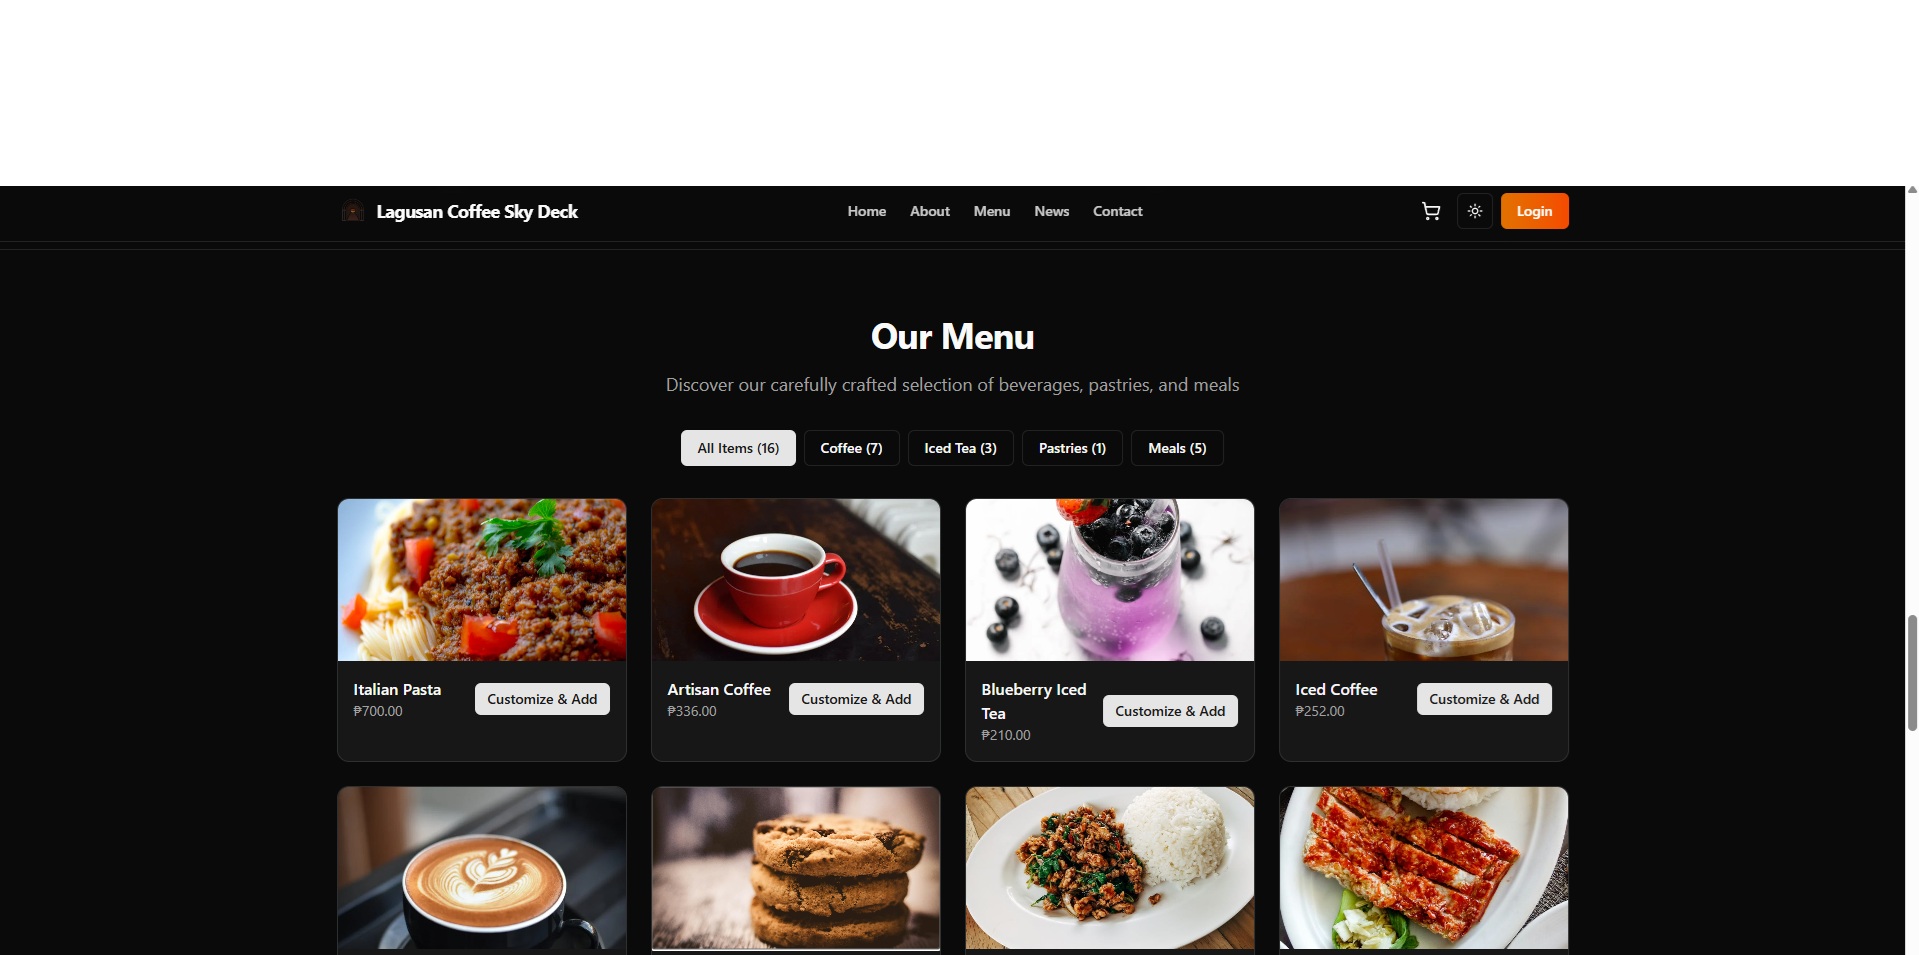 Lagusan Coffee Sky Deck
Home
About
Menu
News
Contact
Login
Our Menu
Discover our carefully crafted selection of beverages, pastries, and meals
All Items (16)
Coffee (7)
Iced Tea (3)
Pastries (1)
Meals (5)
Italian Pasta
₱700.00
Customize & Add
Artisan Coffee
₱336.00
Customize & Add
Blueberry Iced
Tea
₱210.00
Customize & Add
Iced Coffee
₱252.00
Customize & Add